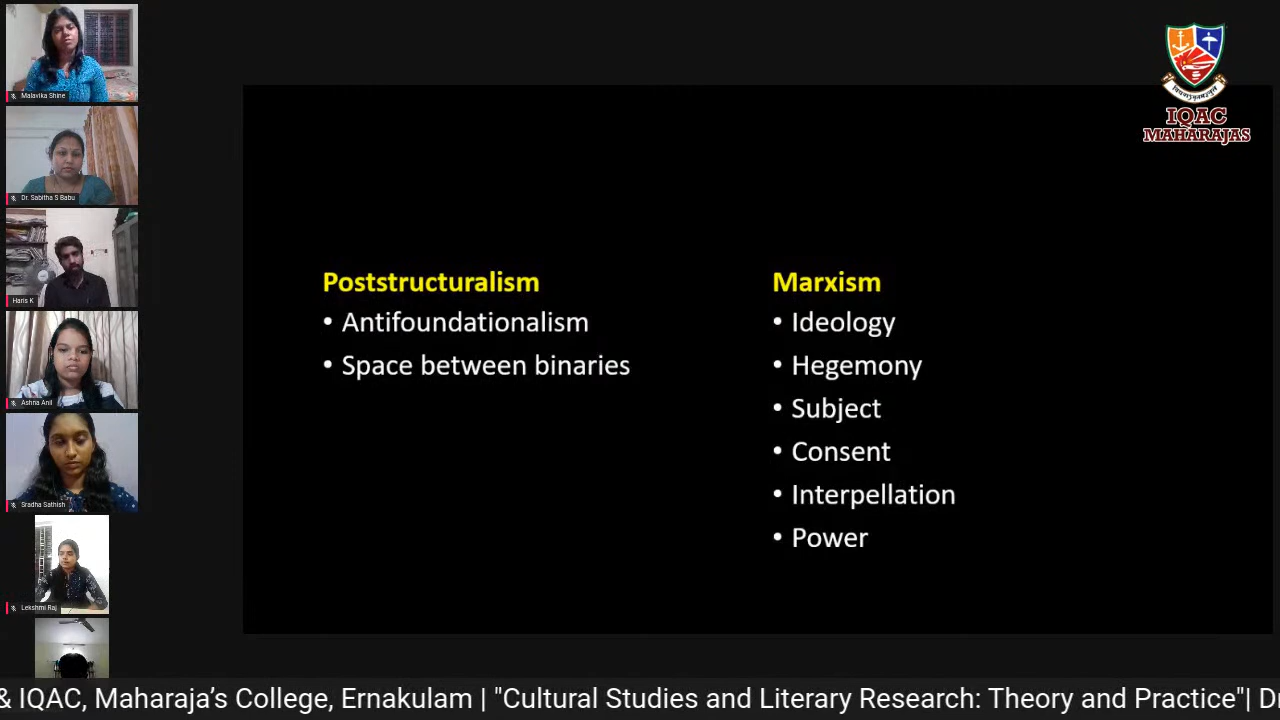 Malavika Shine
Dr. Sabitha S Babu
Haris K
Ashna Anil
Sradha Sathish
Lekshmi Raj
IQAC
MAHARAJAS
Poststructuralism
• Antifoundationalism
• Space between binaries
Marxism
• Ideology
• Hegemony
• Subject
• Consent
• Interpellation
• Power
& IQAC, Maharaja’s College, Ernakulam | "Cultural Studies and Literary Research: Theory and Practice"|